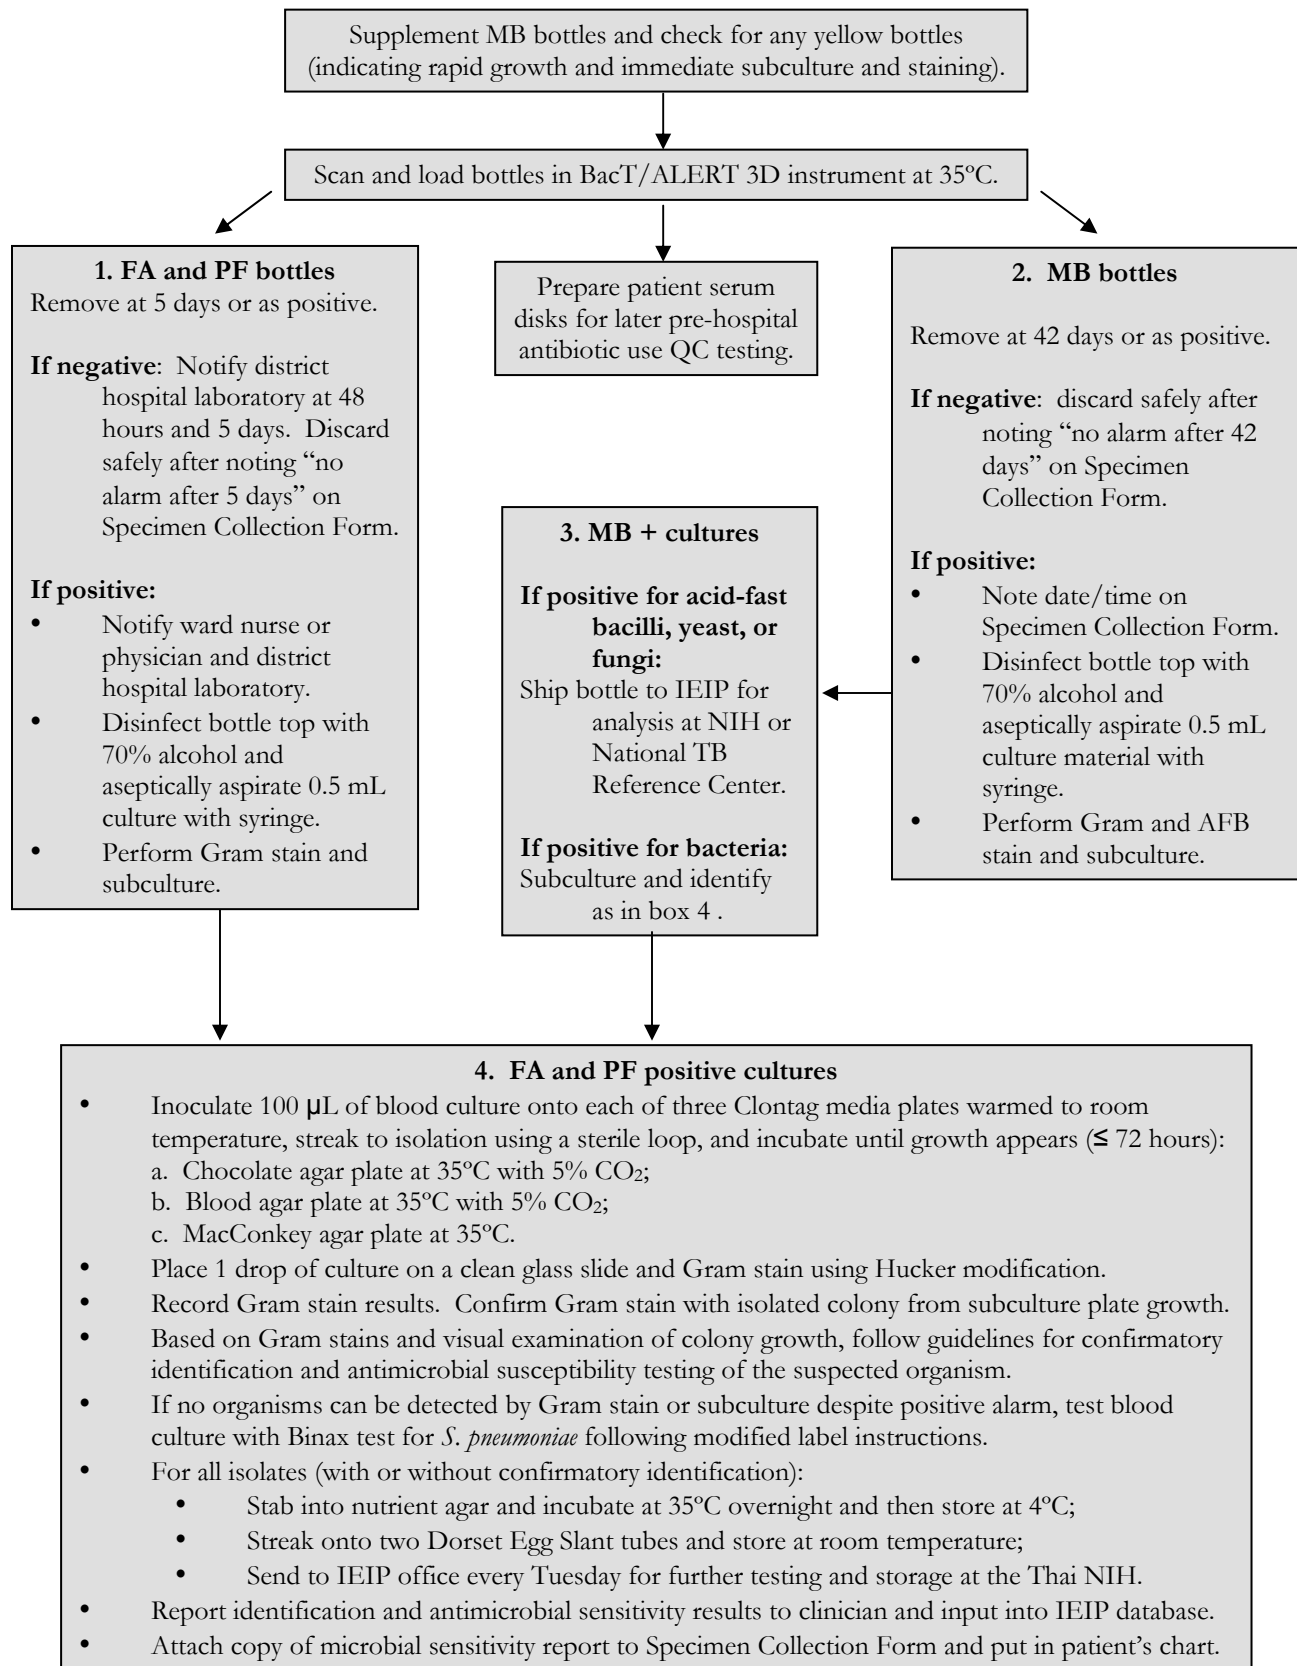 Supplement MB bottles and check for any yellow bottles
(indicating rapid growth and immediate subculture and staining).
Scan and load bottles in BacT/ALERT 3D instrument at 35ºC.
1. FA and PF bottles
Remove at 5 days or as positive.
If negative: Notify district
hospital laboratory at 48
hours and 5 days. Discard
safely after noting “no
alarm after 5 days” on
Specimen Collection Form.
If positive:
• Notify ward nurse or
physician and district
hospital laboratory.
• Disinfect bottle top with
70% alcohol and
aseptically aspirate 0.5 mL
culture with syringe.
• Perform Gram stain and
subculture.
Prepare patient serum
disks for later pre-hospital
antibiotic use QC testing.
2. MB bottles
Remove at 42 days or as positive.
If negative: discard safely after
noting “no alarm after 42
days” on Specimen
Collection Form.
If positive:
• Note date/time on
Specimen Collection Form.
• Disinfect bottle top with
70% alcohol and
aseptically aspirate 0.5 mL
culture material with
syringe.
• Perform Gram and AFB
stain and subculture.
3. MB + cultures
If positive for acid-fast
bacilli, yeast, or
fungi:
Ship bottle to IEIP for
analysis at NIH or
National TB
Reference Center.
If positive for bacteria:
Subculture and identify
as in box 4 .
4. FA and PF positive cultures
• Inoculate 100 µL of blood culture onto each of three Clontag media plates warmed to room
temperature, streak to isolation using a sterile loop, and incubate until growth appears (≤ 72 hours):
a. Chocolate agar plate at 35ºC with 5% CO₂;
b. Blood agar plate at 35ºC with 5% CO₂;
c. MacConkey agar plate at 35ºC.
• Place 1 drop of culture on a clean glass slide and Gram stain using Hucker modification.
• Record Gram stain results. Confirm Gram stain with isolated colony from subculture plate growth.
• Based on Gram stains and visual examination of colony growth, follow guidelines for confirmatory
identification and antimicrobial susceptibility testing of the suspected organism.
• If no organisms can be detected by Gram stain or subculture despite positive alarm, test blood
culture with Binax test for S. pneumoniae following modified label instructions.
• For all isolates (with or without confirmatory identification):
• Stab into nutrient agar and incubate at 35ºC overnight and then store at 4ºC;
• Streak onto two Dorset Egg Slant tubes and store at room temperature;
• Send to IEIP office every Tuesday for further testing and storage at the Thai NIH.
• Report identification and antimicrobial sensitivity results to clinician and input into IEIP database.
• Attach copy of microbial sensitivity report to Specimen Collection Form and put in patient’s chart.